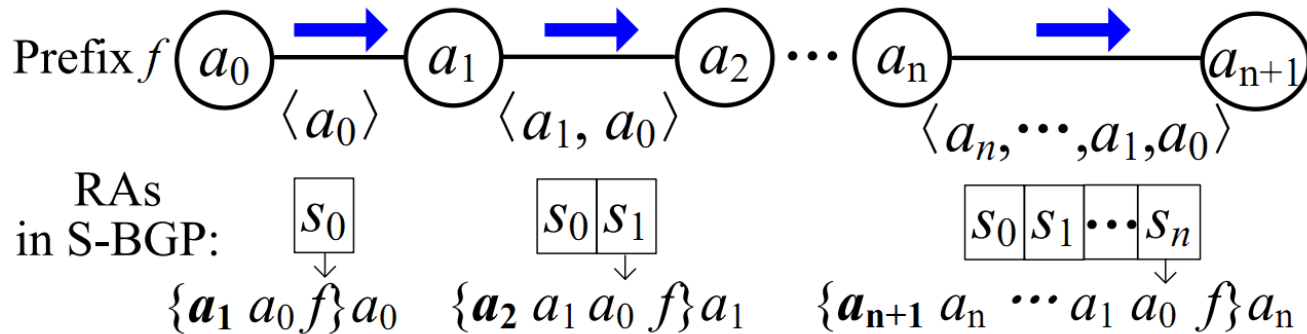 Prefix f a₀ a₁ a₂ ··· aₙ aₙ₊₁
⟨a₀⟩ ⟨a₁, a₀⟩ ⟨aₙ,···,a₁,a₀⟩
RAs
in S-BGP:
s₀ s₀ s₁ s₀ s₁ ··· sₙ
{a₁ a₀ f}a₀ {a₂ a₁ a₀ f}a₁ {aₙ₊₁ aₙ ··· a₁ a₀ f}aₙ